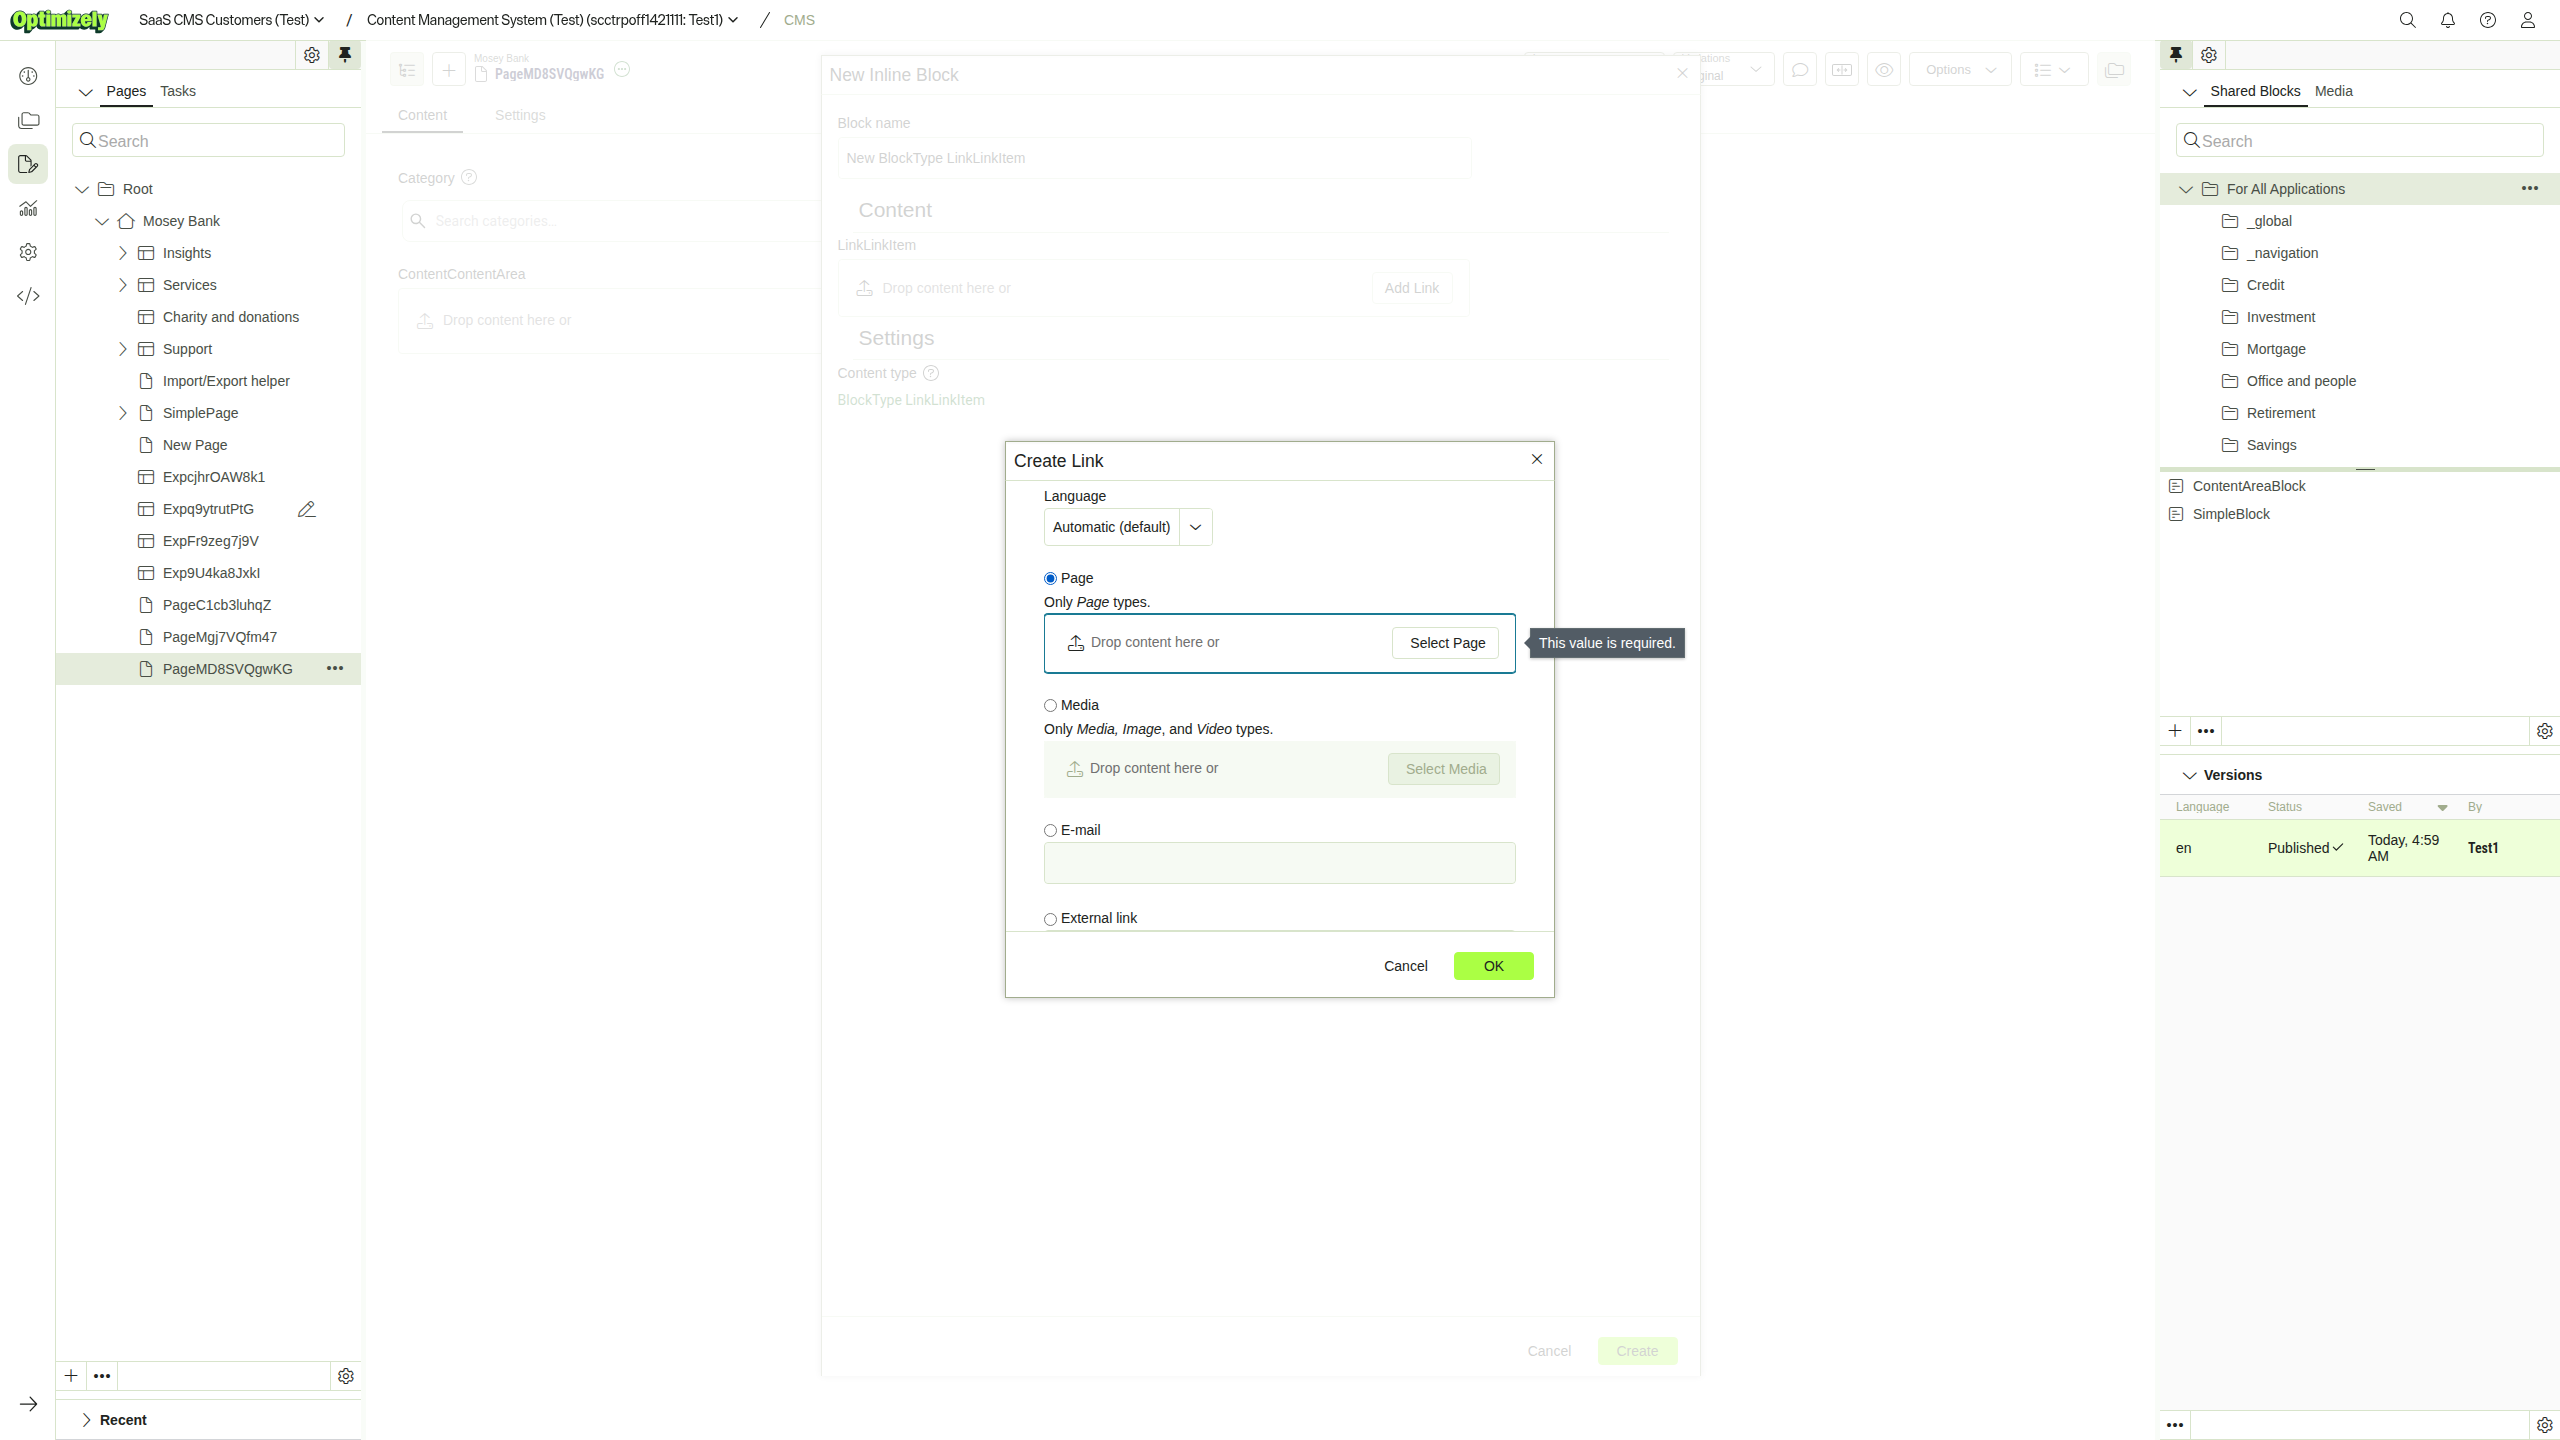 Optimizely
SaaS CMS Customers (Test)
/
Content Management System (Test) (scctrpoff1421111: Test1)
/
CMS
Pages
Tasks
Search
Root
Mosey Bank
Insights
Services
Charity and donations
Support
Import/Export helper
SimplePage
New Page
ExpcjhrOAW8k1
Expq9ytrutPtG
ExpFr9zeg7j9V
Exp9U4ka8JxkI
PageC1cb3luhqZ
PageMgj7VQfm47
PageMD8SVQgwKG
Recent
Mosey Bank
PageMD8SVQgwKG
Content
Settings
Category
Search categories...
ContentContentArea
Drop content here or
ations
ginal
Options
New Inline Block
Block name
New BlockType LinkLinkItem
Content
LinkLinkItem
Drop content here or
Add Link
Settings
Content type
BlockType LinkLinkItem
Create Link
Language
Automatic (default)
Page
Only Page types.
Drop content here or
Select Page
This value is required.
Media
Only Media, Image, and Video types.
Drop content here or
Select Media
E-mail
External link
Cancel
OK
Cancel
Create
Shared Blocks
Media
Search
For All Applications
_global
_navigation
Credit
Investment
Mortgage
Office and people
Retirement
Savings
ContentAreaBlock
SimpleBlock
Versions
Language
Status
Saved
By
en
Published
Today, 4:59
AM
Test1